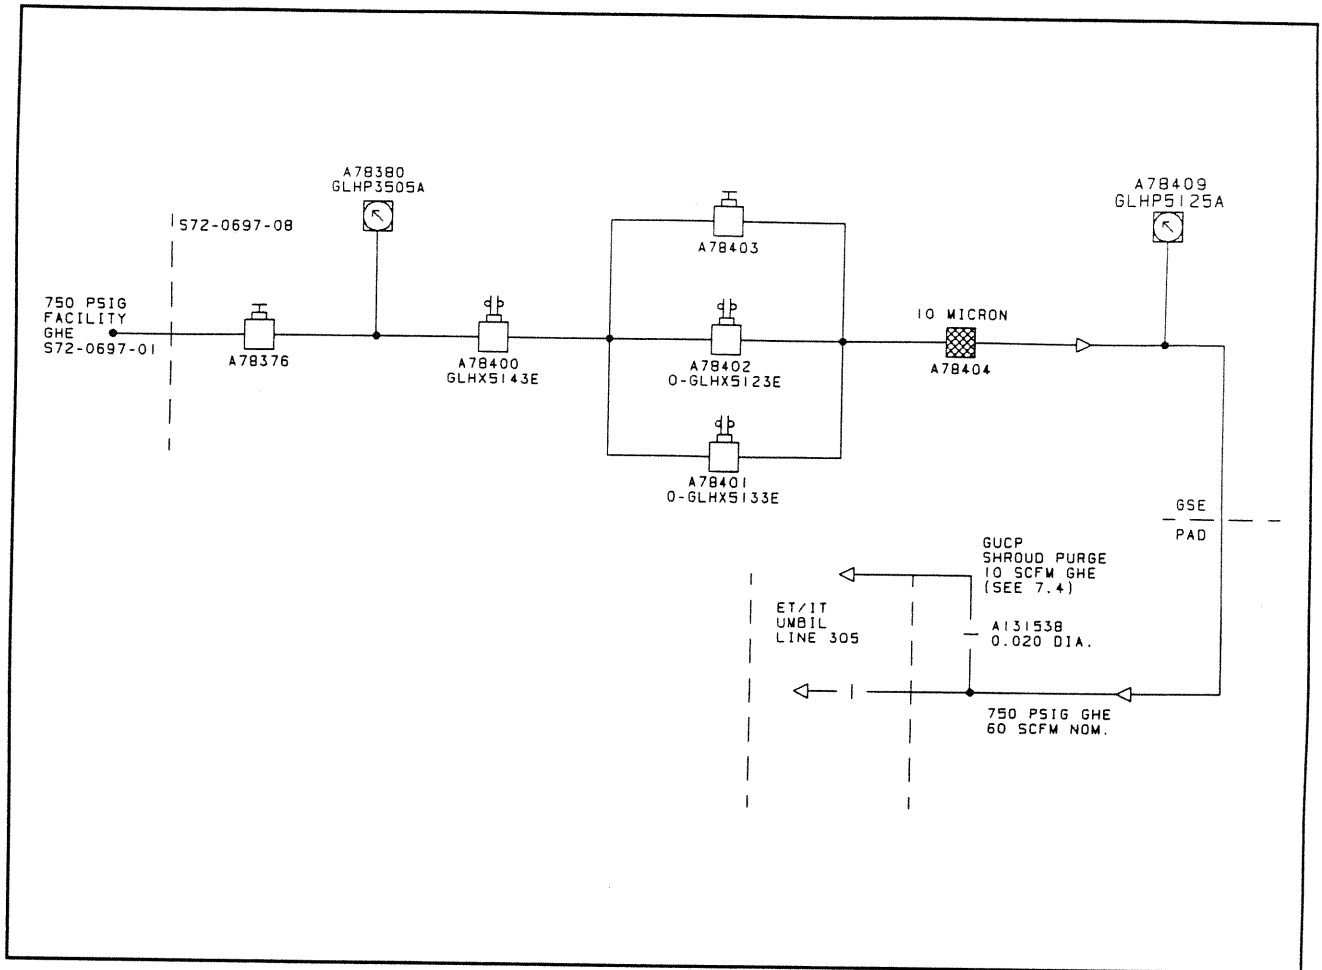 A78380
GLHP3505A
A78409
GLHP5125A
S72-0697-08
A78403
750 PSIG
FACILITY
GHE
S72-0697-01
A78376
A78400
GLHX5143E
A78402
0-GLHX5123E
10 MICRON
A78404
A78401
0-GLHX5133E
GSE
PAD
GUCP
SHROUD PURGE
10 SCFM GHE
(SEE 7.4)
ET/IT
UMBIL
LINE 305
A131538
0.020 DIA.
750 PSIG GHE
60 SCFM NOM.